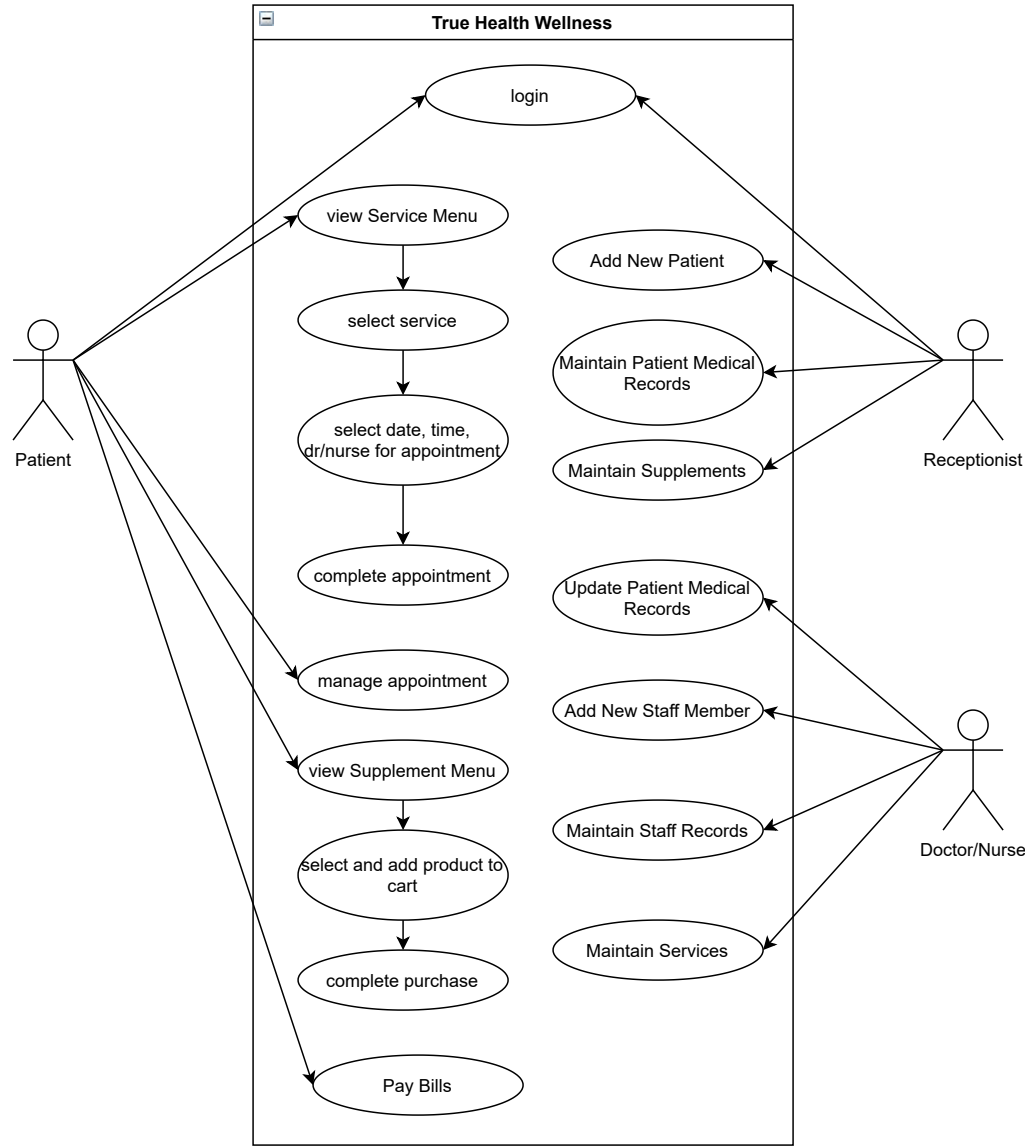 True Health Wellness
login
view Service Menu
Add New Patient
select service
Maintain Patient Medical
Records
select date, time,
dr/nurse for appointment
Patient
Receptionist
Maintain Supplements
complete appointment
Update Patient Medical
Records
manage appointment
Add New Staff Member
view Supplement Menu
Maintain Staff Records
Doctor/Nurse
select and add product to
cart
Maintain Services
complete purchase
Pay Bills